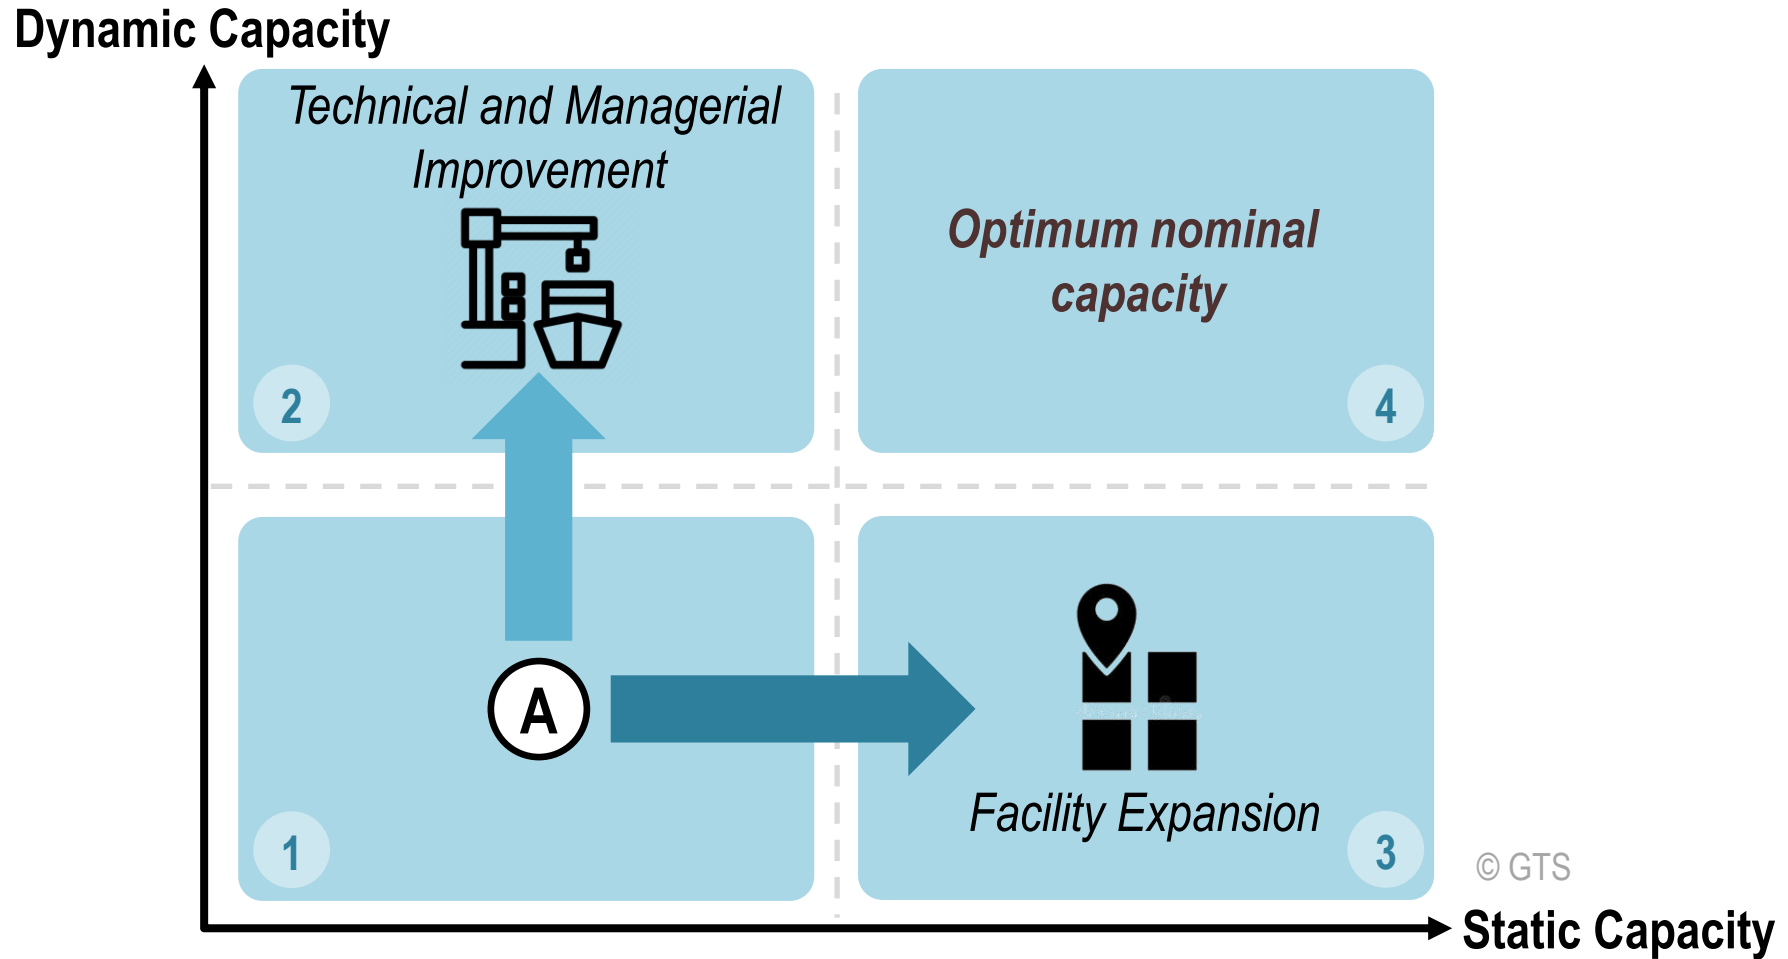 Dynamic Capacity
Technical and Managerial
Improvement
Optimum nominal
capacity
2
4
A
Facility Expansion
1
3
© GTS
Static Capacity